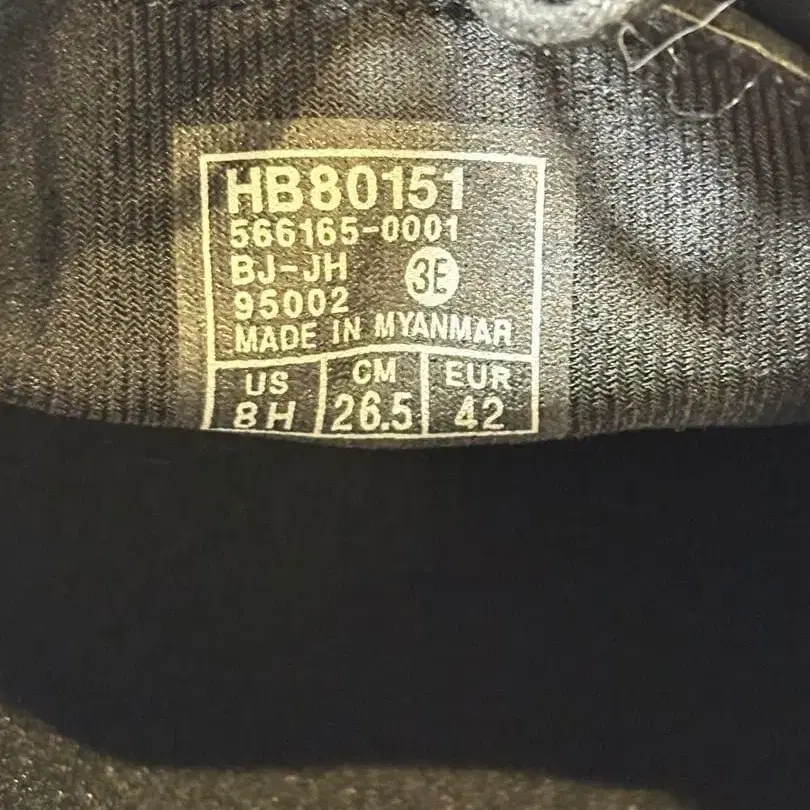 HB80151
566165-0001
BJ-JH 3E
95002
MADE IN MYANMAR
US CM EUR
8H 26.5 42